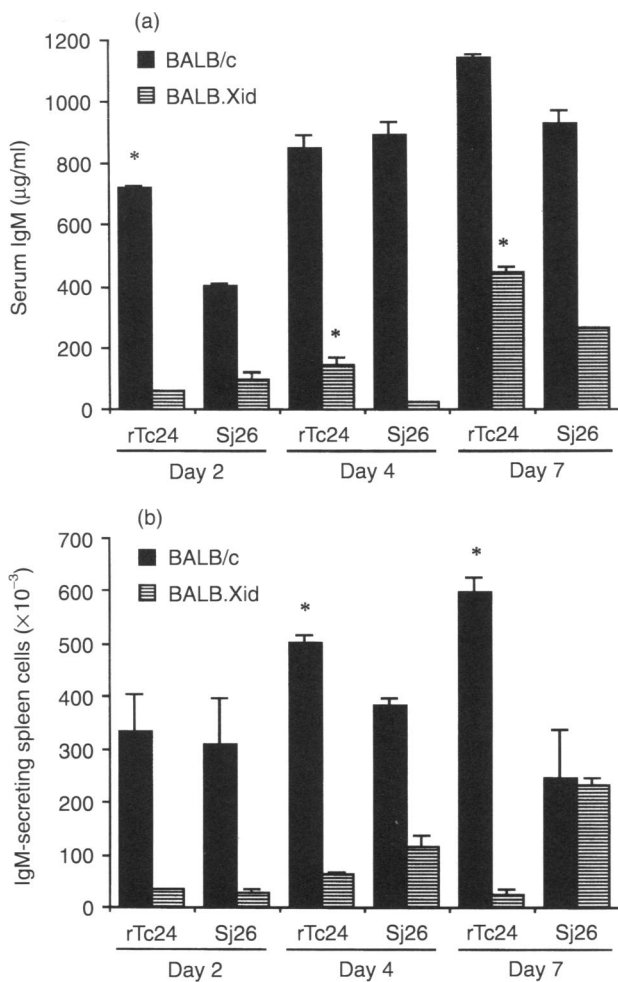 (a)
BALB/c
BALB.Xid
Serum IgM (μg/ml)
1200
1000
800
600
400
200
0
*
*
*
rTc24 Sj26 rTc24 Sj26 rTc24 Sj26
Day 2 Day 4 Day 7
(b)
BALB/c
BALB.Xid
IgM-secreting spleen cells (×10⁻³)
700
600
500
400
300
200
100
0
*
*
rTc24 Sj26 rTc24 Sj26 rTc24 Sj26
Day 2 Day 4 Day 7